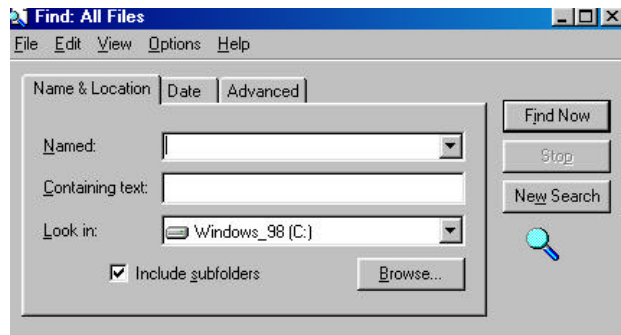 Find: All Files
File Edit View Options Help
Name & Location Date Advanced
Named:
Containing text:
Look in: Windows_98 (C:)
Include subfolders Browse...
Find Now
Stop
New Search